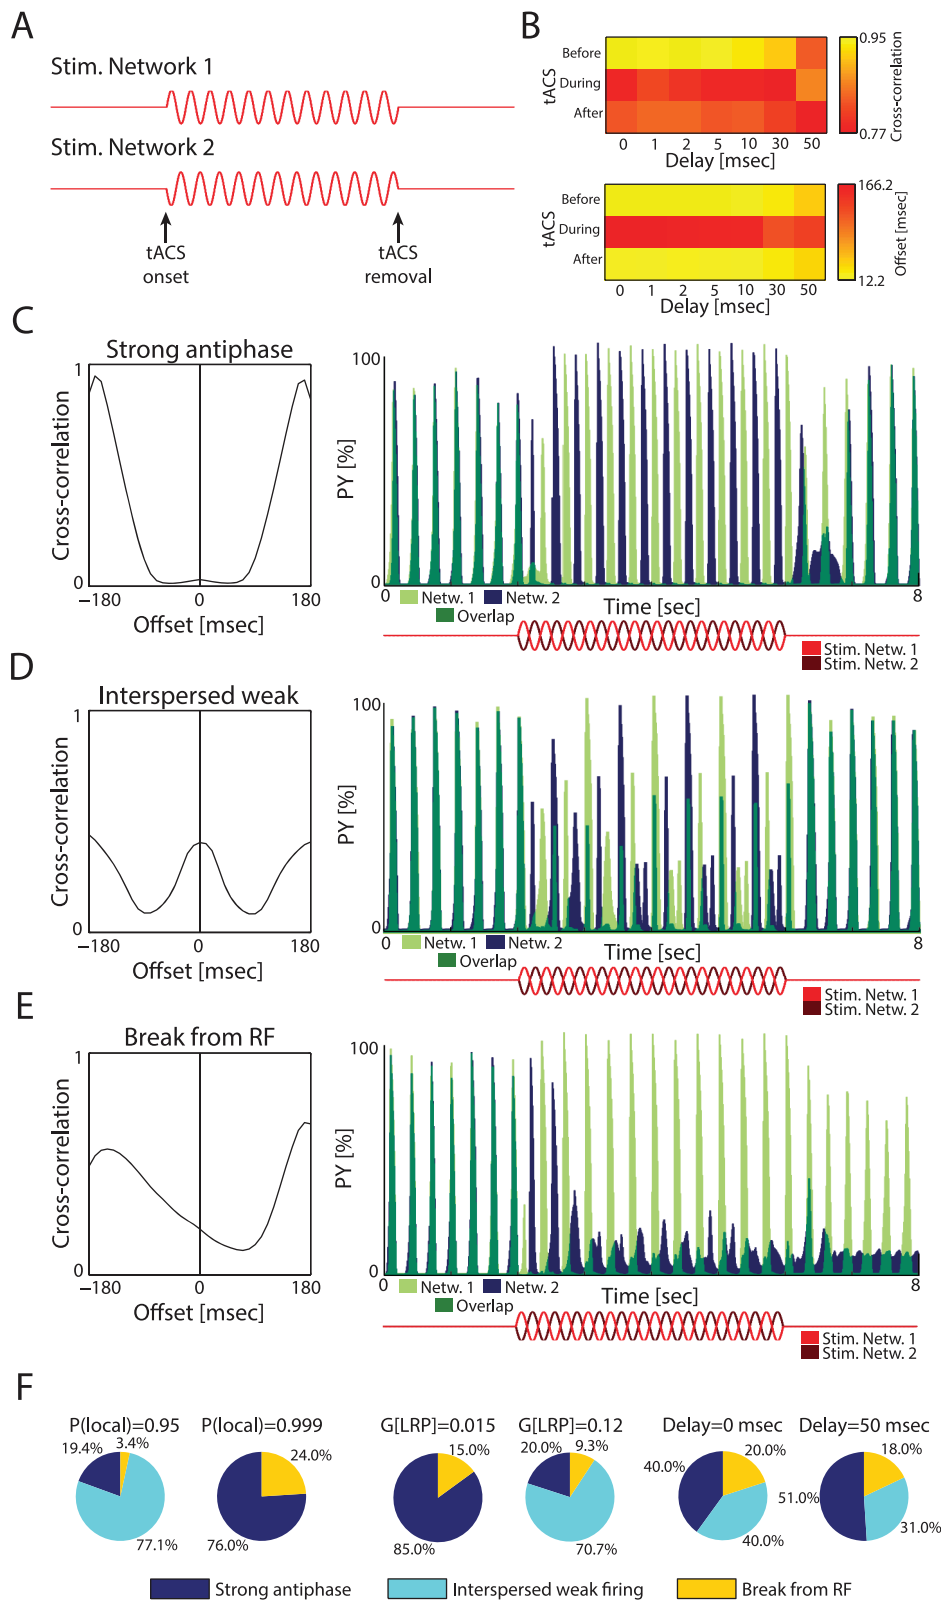 A
Stim. Network 1
Stim. Network 2
tACS onset
tACS removal
B
tACS
Before
During
After
0 1 2 5 10 30 50
Delay [msec]
0.95
0.77
Cross-correlation
tACS
Before
During
After
0 1 2 5 10 30 50
Delay [msec]
166.2
12.2
Offset [msec]
C
Strong antiphase
Cross-correlation
1
0
−180 0 180
Offset [msec]
PY [%]
100
0
0 8
Netw. 1 Netw. 2
Overlap
Time [sec]
Stim. Netw. 1
Stim. Netw. 2
D
Interspersed weak
Cross-correlation
1
0
−180 0 180
Offset [msec]
PY [%]
100
0
0 8
Netw. 1 Netw. 2
Overlap
Time [sec]
Stim. Netw. 1
Stim. Netw. 2
E
Break from RF
Cross-correlation
1
0
−180 0 180
Offset [msec]
PY [%]
100
0
0 8
Netw. 1 Netw. 2
Overlap
Time [sec]
Stim. Netw. 1
Stim. Netw. 2
F
P(local)=0.95
19.4%
3.4%
77.1%
P(local)=0.999
24.0%
76.0%
G[LRP]=0.015
15.0%
85.0%
G[LRP]=0.12
20.0%
9.3%
70.7%
Delay=0 msec
20.0%
40.0%
40.0%
Delay=50 msec
18.0%
51.0%
31.0%
Strong antiphase
Interspersed weak firing
Break from RF